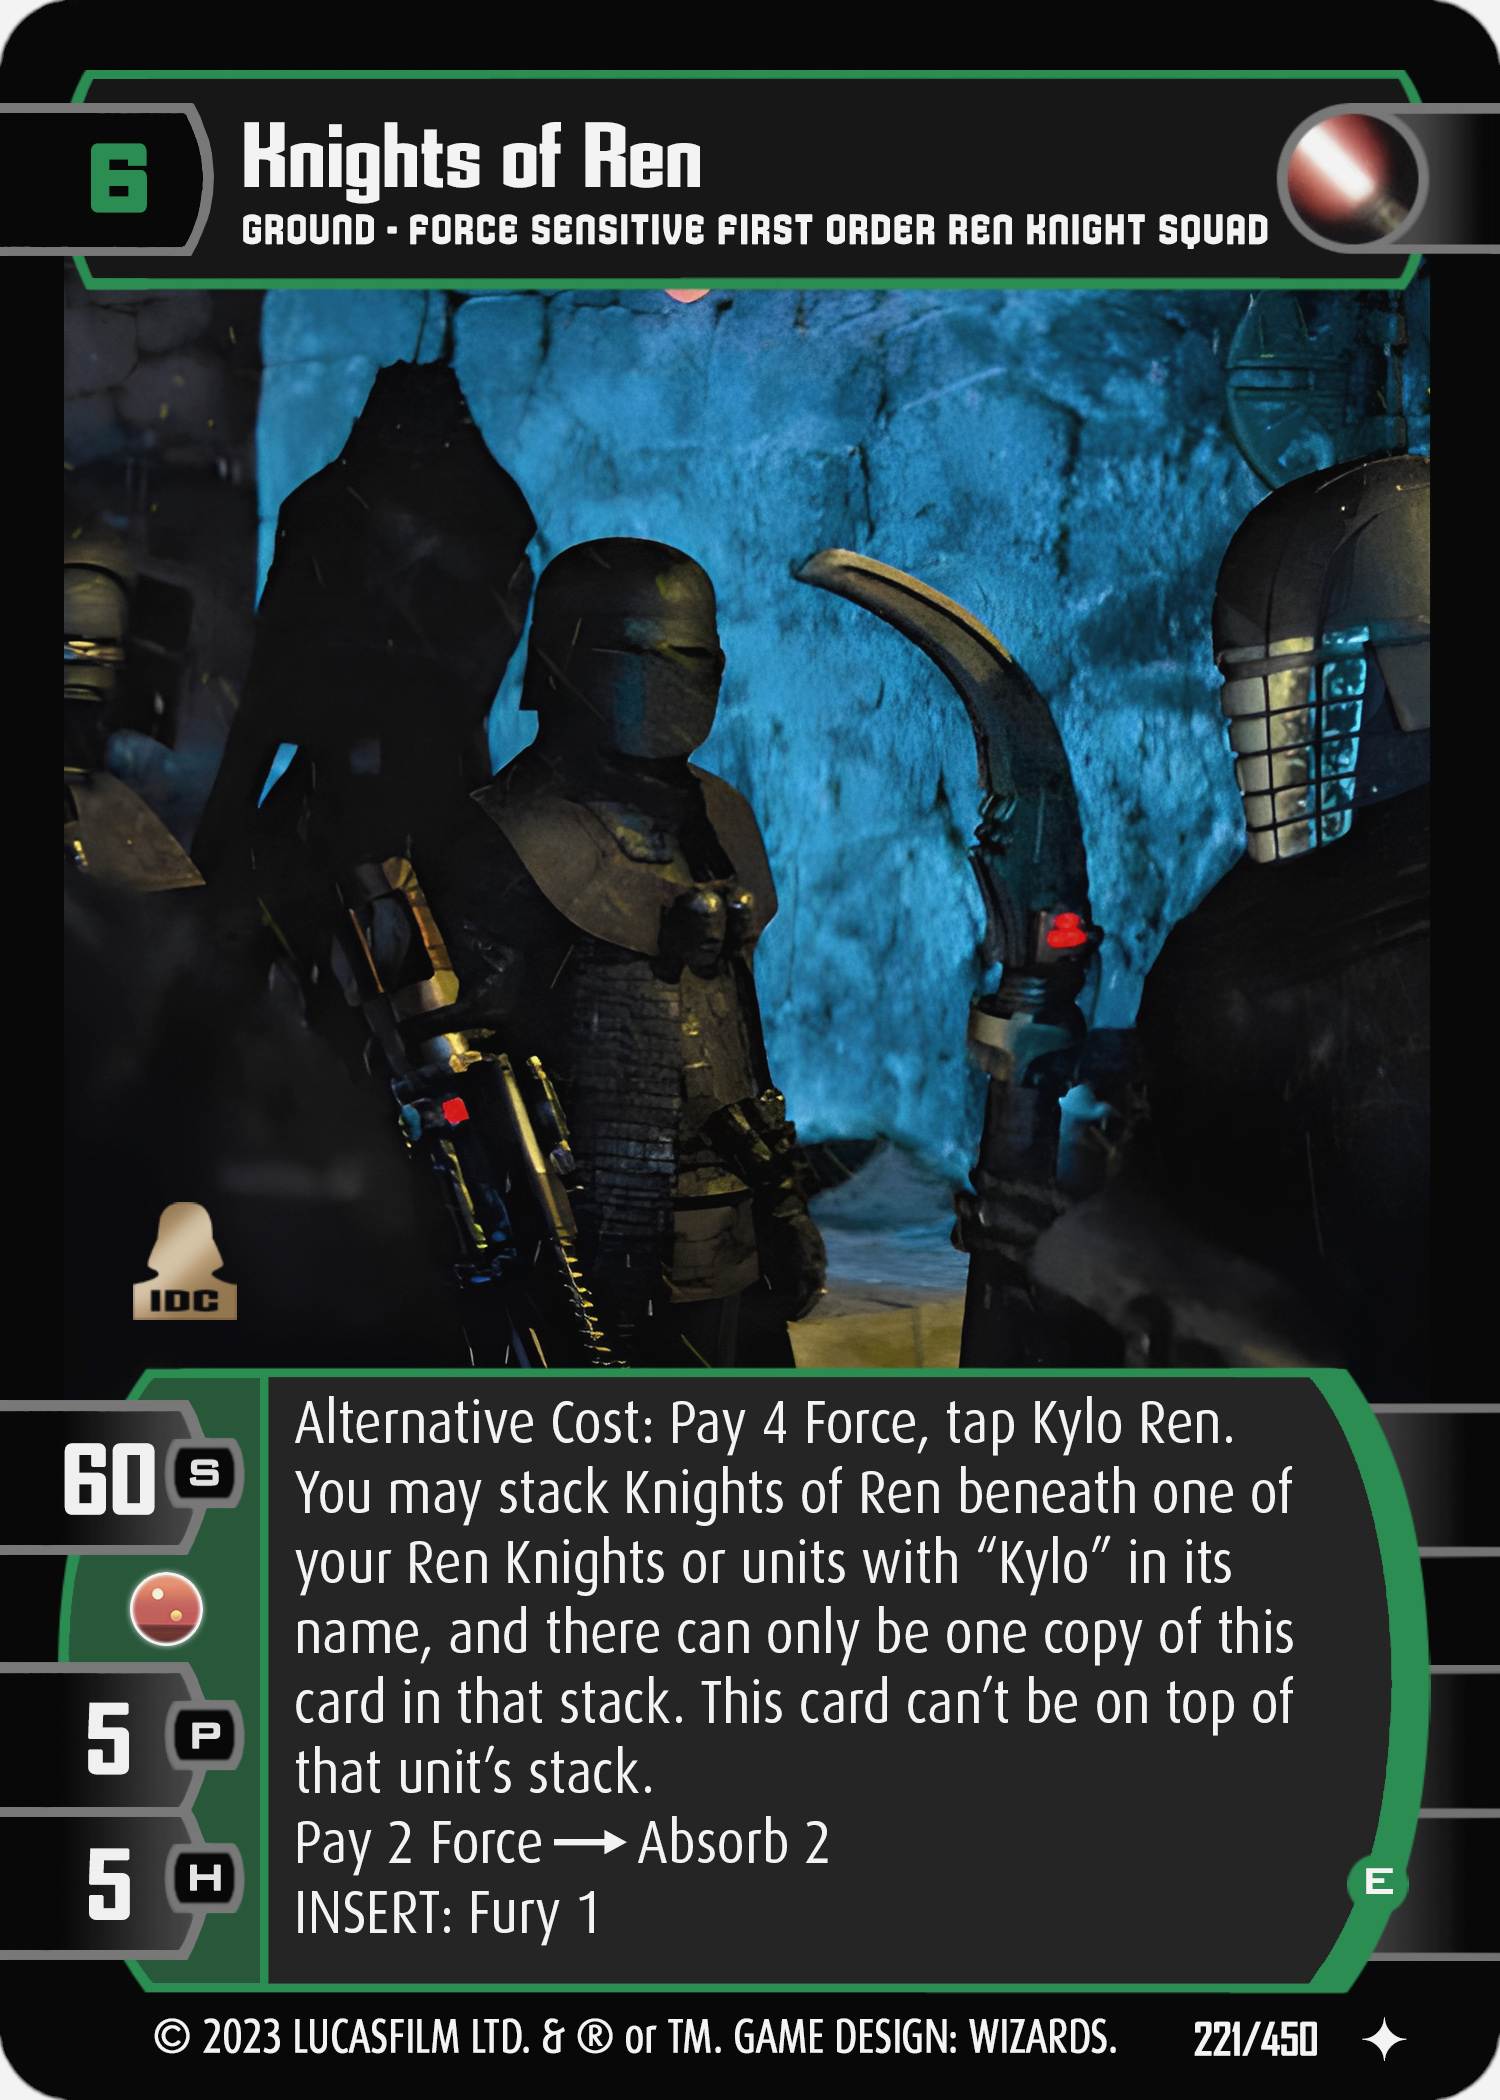 6
Knights of Ren
GROUND - FORCE SENSITIVE FIRST ORDER REN KNIGHT SQUAD
IDC
60 S
5 P
5 H
Alternative Cost: Pay 4 Force, tap Kylo Ren.
You may stack Knights of Ren beneath one of
your Ren Knights or units with “Kylo” in its
name, and there can only be one copy of this
card in that stack. This card can’t be on top of
that unit’s stack.
Pay 2 Force → Absorb 2
INSERT: Fury 1
E
© 2023 LUCASFILM LTD. & ® or TM. GAME DESIGN: WIZARDS.
221/450